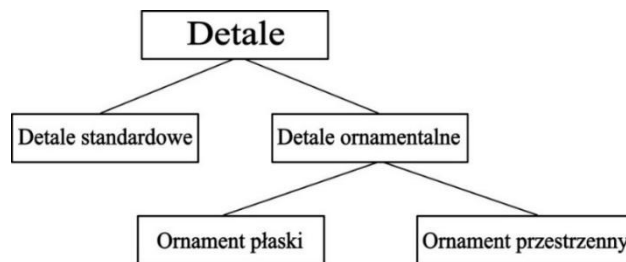 Detale
Detale standardowe
Detale ornamentalne
Ornament płaski
Ornament przestrzenny